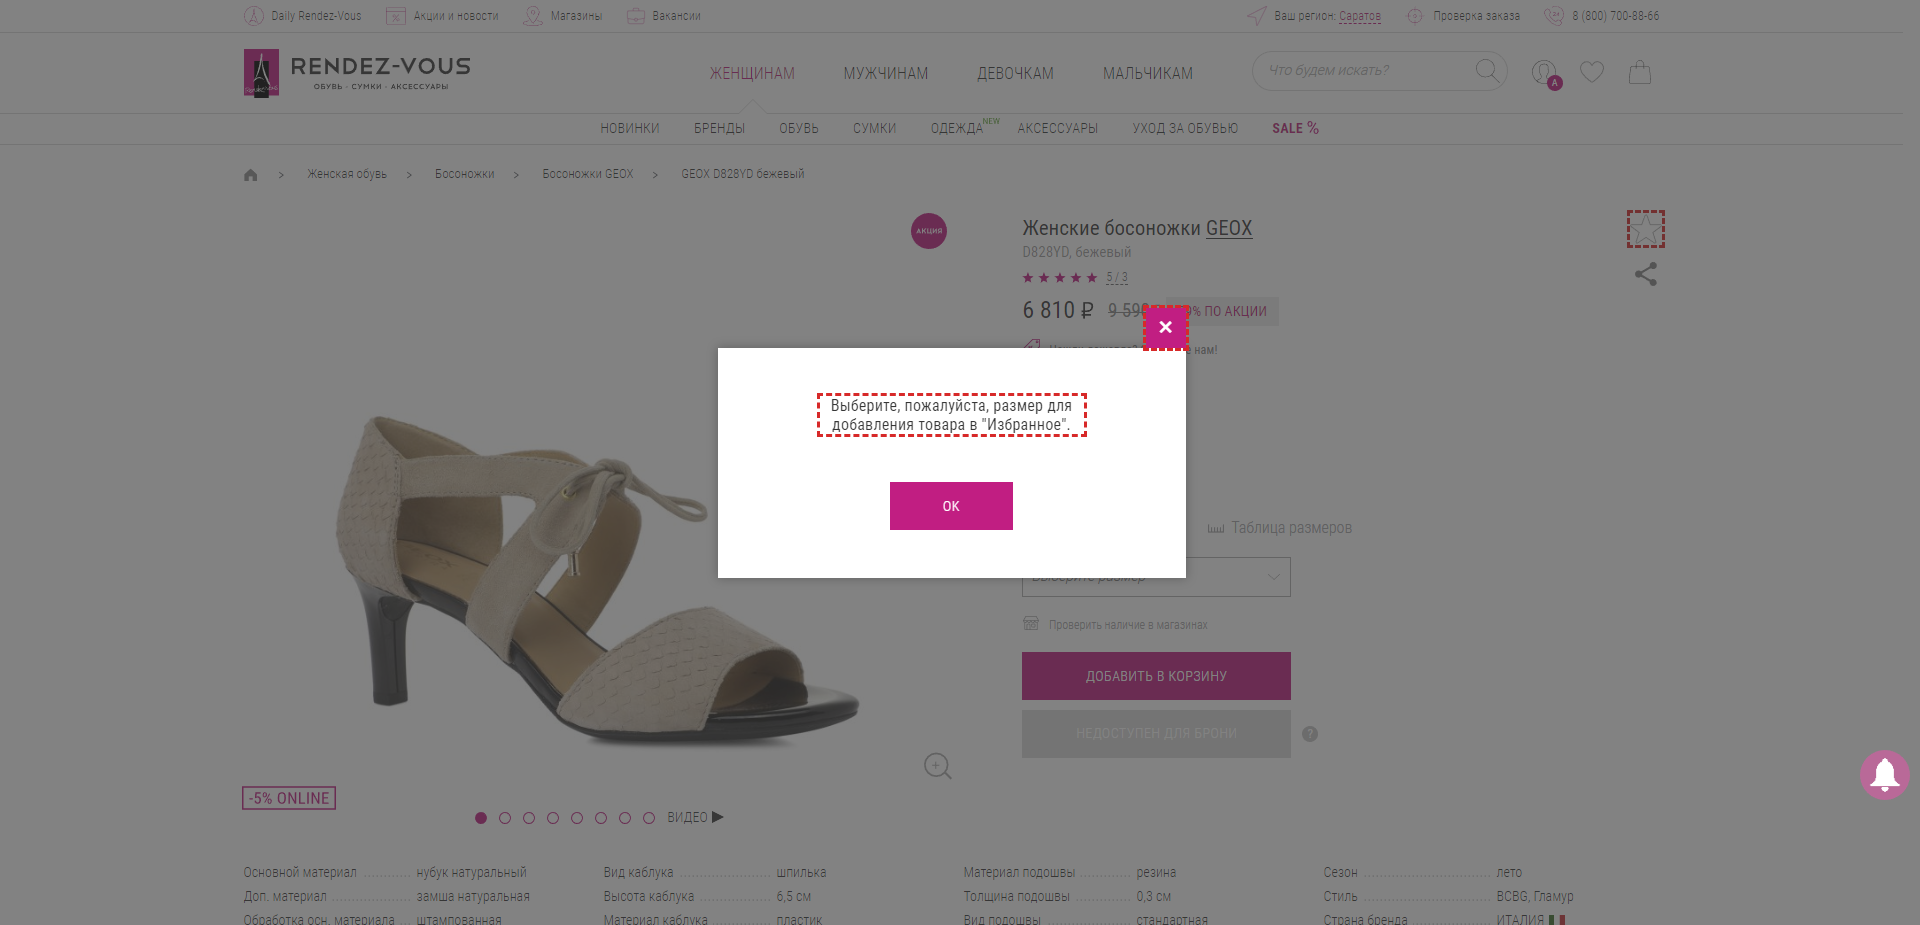 Daily Rendez-Vous
Акции и новости
Магазины
Вакансии
Ваш регион: Саратов
Проверка заказа
8 (800) 700-88-66
RENDEZ-VOUS
ОБУВЬ · СУМКИ · АКСЕССУАРЫ
ЖЕНЩИНАМ
МУЖЧИНАМ
ДЕВОЧКАМ
МАЛЬЧИКАМ
Что будем искать?
A
НОВИНКИ
БРЕНДЫ
ОБУВЬ
СУМКИ
ОДЕЖДА NEW
АКСЕССУАРЫ
УХОД ЗА ОБУВЬЮ
SALE %
> Женская обувь > Босоножки > Босоножки GEOX > GEOX D828YD бежевый
АКЦИЯ
Женские босоножки GEOX
D828YD, бежевый
5 / 3
6 810 ₽ 9 590 % ПО АКЦИИ
нам!
Выберите, пожалуйста, размер для
добавления товара в "Избранное".
OK
Таблица размеров
Выберите размер
Проверить наличие в магазинах
ДОБАВИТЬ В КОРЗИНУ
НЕДОСТУПЕН ДЛЯ БРОНИ
?
-5% ONLINE
ВИДЕО
Основной материал нубук натуральный
Вид каблука шпилька
Материал подошвы резина
Сезон лето
Доп. материал замша натуральная
Высота каблука 6,5 см
Толщина подошвы 0,3 см
Стиль BCBG, Гламур
Обработка осн. материала штампованная
Материал каблука пластик
Вид подошвы стандартная
Страна бренда ИТАЛИЯ